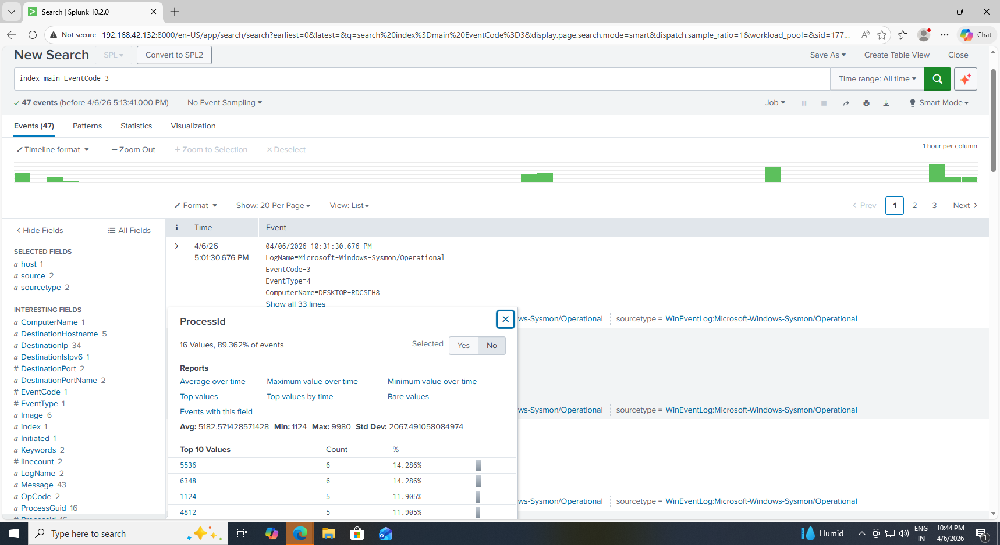 Search | Splunk 10.2.0
Not secure 192.168.42.132:8000/en-US/app/search/search?earliest=0&latest=&q=search%20index%3Dmain%20EventCode%3D3&display.page.search.mode=smart&dispatch.sample_ratio=1&workload_pool=&sid=177... Chat
New Search SPL Convert to SPL2 Save As Create Table View Close
index=main EventCode=3 Time range: All time
47 events (before 4/6/26 5:13:41.000 PM) No Event Sampling Job Smart Mode
Events (47) Patterns Statistics Visualization
Timeline format — Zoom Out + Zoom to Selection × Deselect 1 hour per column
Format Show: 20 Per Page View: List < Prev 1 2 3 Next >
< Hide Fields All Fields i Time Event
SELECTED FIELDS
a host 1
a source 2
a sourcetype 2
INTERESTING FIELDS
a ComputerName 1
a DestinationHostname 5
a DestinationIp 34
a DestinationIsIpv6 1
# DestinationPort 2
a DestinationPortName 2
# EventCode 1
# EventType 1
a Image 6
a index 1
a Initiated 1
a Keywords 2
# linecount 2
a LogName 2
a Message 43
a OpCode 2
a ProcessGuid 16
# ProcessId 16
4/6/26
5:01:30.676 PM
04/06/2026 10:31:30.676 PM
LogName=Microsoft-Windows-Sysmon/Operational
EventCode=3
EventType=4
ComputerName=DESKTOP-RDCSFH8
Show all 33 lines
ws-Sysmon/Operational sourcetype = WinEventLog:Microsoft-Windows-Sysmon/Operational
ws-Sysmon/Operational sourcetype = WinEventLog:Microsoft-Windows-Sysmon/Operational
ws-Sysmon/Operational sourcetype = WinEventLog:Microsoft-Windows-Sysmon/Operational
ProcessId
16 Values, 89.362% of events Selected Yes No
Reports
Average over time Maximum value over time Minimum value over time
Top values Top values by time Rare values
Events with this field
Avg: 5182.571428571428 Min: 1124 Max: 9980 Std Dev: 2067.491058084974
Top 10 Values Count %
5536 6 14.286%
6348 6 14.286%
1124 5 11.905%
4812 5 11.905%
Type here to search Humid ENG IN 10:44 PM 4/6/2026 1